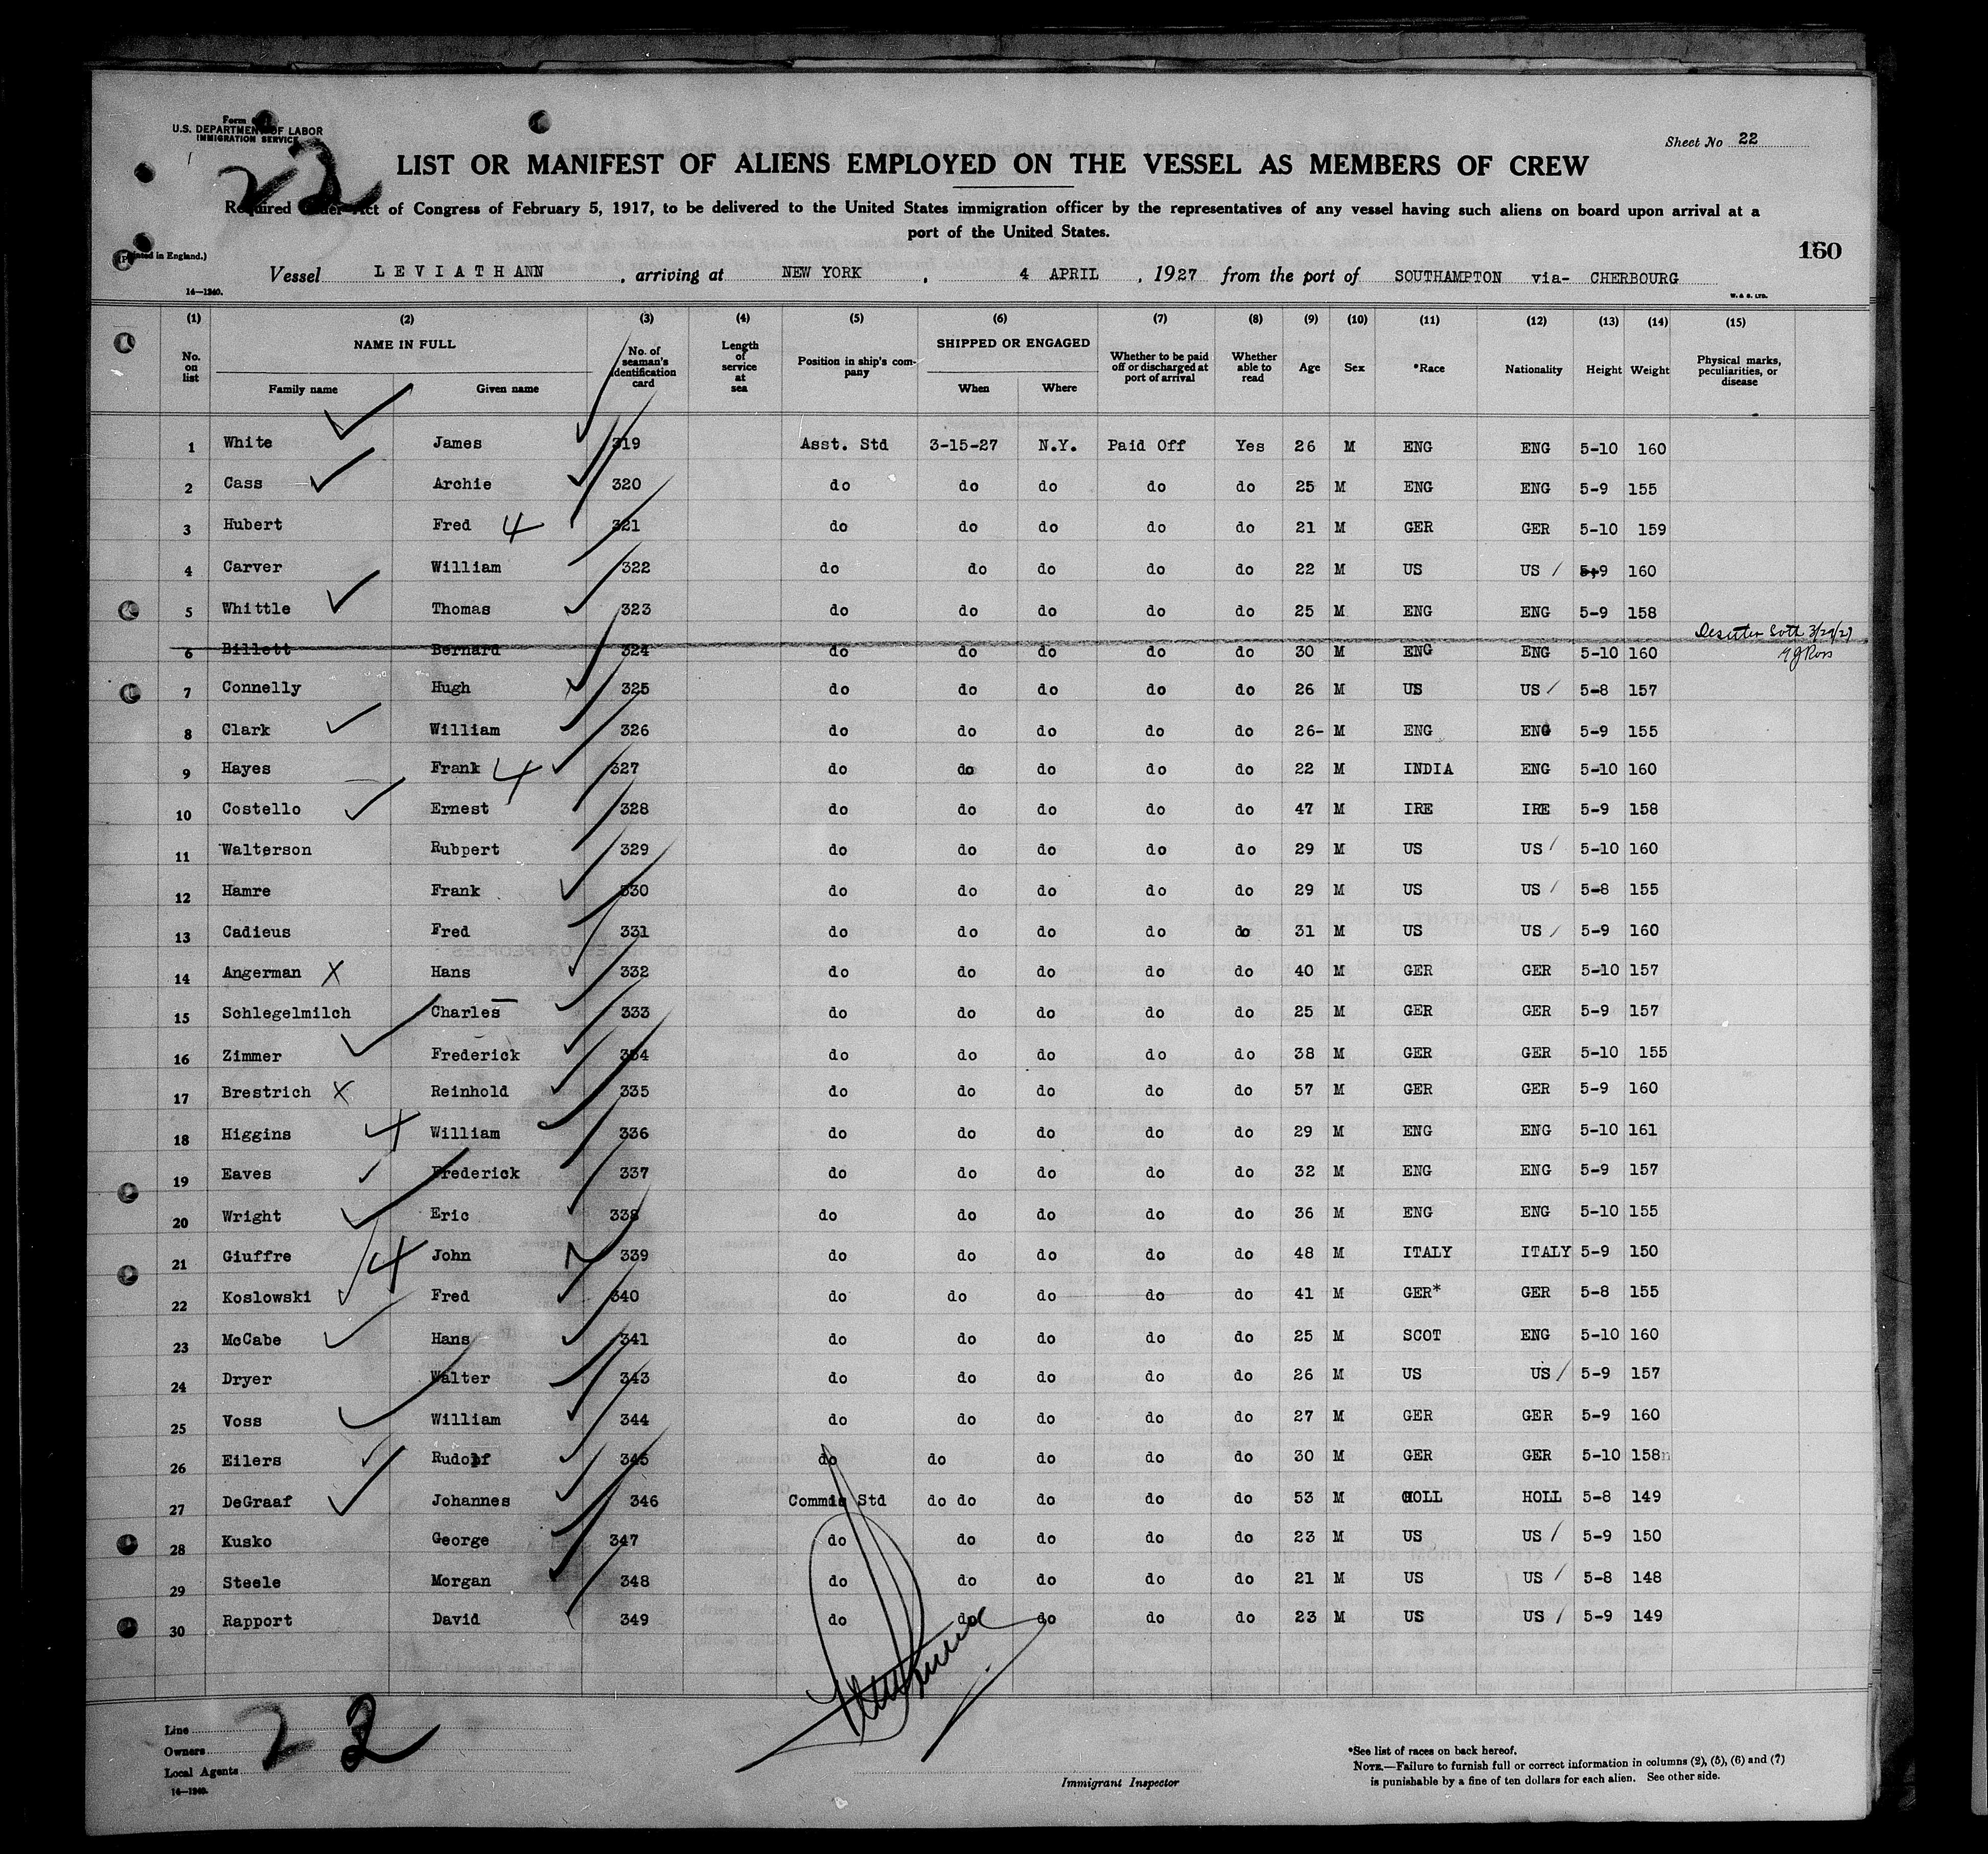 Form
U.S. DEPARTMENT OF LABOR
IMMIGRATION SERVICE
22
Sheet No 22
LIST OR MANIFEST OF ALIENS EMPLOYED ON THE VESSEL AS MEMBERS OF CREW
Required under Act of Congress of February 5, 1917, to be delivered to the United States immigration officer by the representatives of any vessel having such aliens on board upon arrival at a
port of the United States.
(Printed in England.)
160
Vessel LEVIATHANN , arriving at NEW YORK , 4 APRIL , 1927 from the port of SOUTHAMPTON via- CHERBOURG
14—1240.
W. & S. LTD.
(1) (2) (3) (4) (5) (6) (7) (8) (9) (10) (11) (12) (13) (14) (15)
No. on list NAME IN FULL Family name Given name No. of seaman's identification card Length of service at sea Position in ship's company SHIPPED OR ENGAGED When Where Whether to be paid off or discharged at port of arrival Whether able to read Age Sex *Race Nationality Height Weight Physical marks, peculiarities, or disease
1 White James 319 Asst. Std 3-15-27 N.Y. Paid Off Yes 26 M ENG ENG 5-10 160
2 Cass Archie 320 do do do do do 25 M ENG ENG 5-9 155
3 Hubert Fred 4 321 do do do do do 21 M GER GER 5-10 159
4 Carver William 322 do do do do do 22 M US US / 5-9 160
5 Whittle Thomas 323 do do do do do 25 M ENG ENG 5-9 158
6 Billett Bernard 324 do do do do do 30 M ENG ENG 5-10 160 Deserter Soth 3/29/27
7 Connelly Hugh 325 do do do do do 26 M US US / 5-8 157
8 Clark William 326 do do do do do 26- M ENG ENG 5-9 155
9 Hayes Frank 4 327 do do do do do 22 M INDIA ENG 5-10 160
10 Costello Ernest 328 do do do do do 47 M IRE IRE 5-9 158
11 Walterson Rubpert 329 do do do do do 29 M US US / 5-10 160
12 Hamre Frank 330 do do do do do 29 M US US / 5-8 155
13 Cadieus Fred 331 do do do do do 31 M US US / 5-9 160
14 Angerman X Hans 332 do do do do do 40 M GER GER 5-10 157
15 Schlegelmilch Charles 333 do do do do do 25 M GER GER 5-9 157
16 Zimmer Frederick 334 do do do do do 38 M GER GER 5-10 155
17 Brestrich X Reinhold 335 do do do do do 57 M GER GER 5-9 160
18 Higgins 4 William 336 do do do do do 29 M ENG ENG 5-10 161
19 Eaves Frederick 337 do do do do do 32 M ENG ENG 5-9 157
20 Wright Eric 338 do do do do do 36 M ENG ENG 5-10 155
21 Giuffre 4 John 339 do do do do do 48 M ITALY ITALY 5-9 150
22 Koslowski Fred 340 do do do do do 41 M GER* GER 5-8 155
23 McCabe Hans 341 do do do do do 25 M SCOT ENG 5-10 160
24 Dryer Walter 343 do do do do do 26 M US US / 5-9 157
25 Voss William 344 do do do do do 27 M GER GER 5-9 160
26 Eilers Rudolf 345 do do do do do 30 M GER GER 5-10 158
27 DeGraaf Johannes 346 Commis Std do do do do do 53 M HOLL HOLL 5-8 149
28 Kusko George 347 do do do do do 23 M US US / 5-9 150
29 Steele Morgan 348 do do do do do 21 M US US / 5-8 148
30 Rapport David 349 do do do do do 23 M US US / 5-9 149
22
Line
Owners
Local Agents
14—1240.
Immigrant Inspector
*See list of races on back hereof.
NOTE.—Failure to furnish full or correct information in columns (2), (5), (6) and (7)
is punishable by a fine of ten dollars for each alien. See other side.